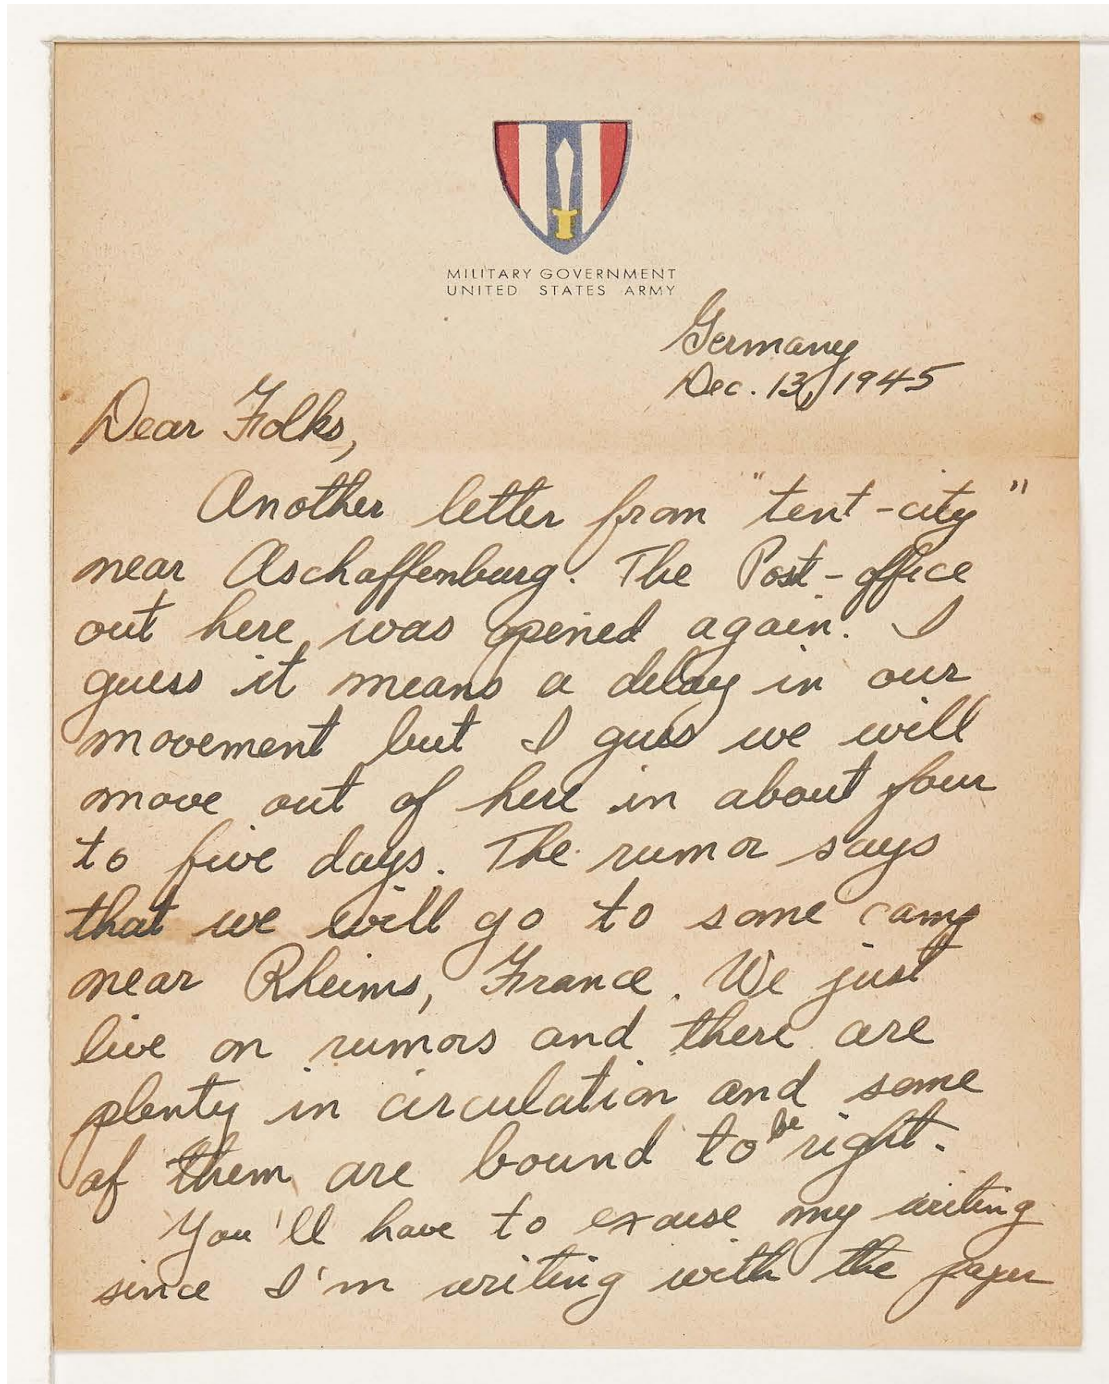 MILITARY GOVERNMENT
UNITED STATES ARMY
Germany
Dec. 13, 1945
Dear Folks,
Another letter from "tent-city"
near Aschaffenburg. The Post-office
out here was opened again. I
guess it means a delay in our
movement but I guess we will
move out of here in about four
to five days. The rumor says
that we will go to some camp
near Rheims, France. We just
live on rumors and there are
plenty in circulation and some
of them are bound to be right.
You'll have to excuse my writing
since I'm writing with the paper